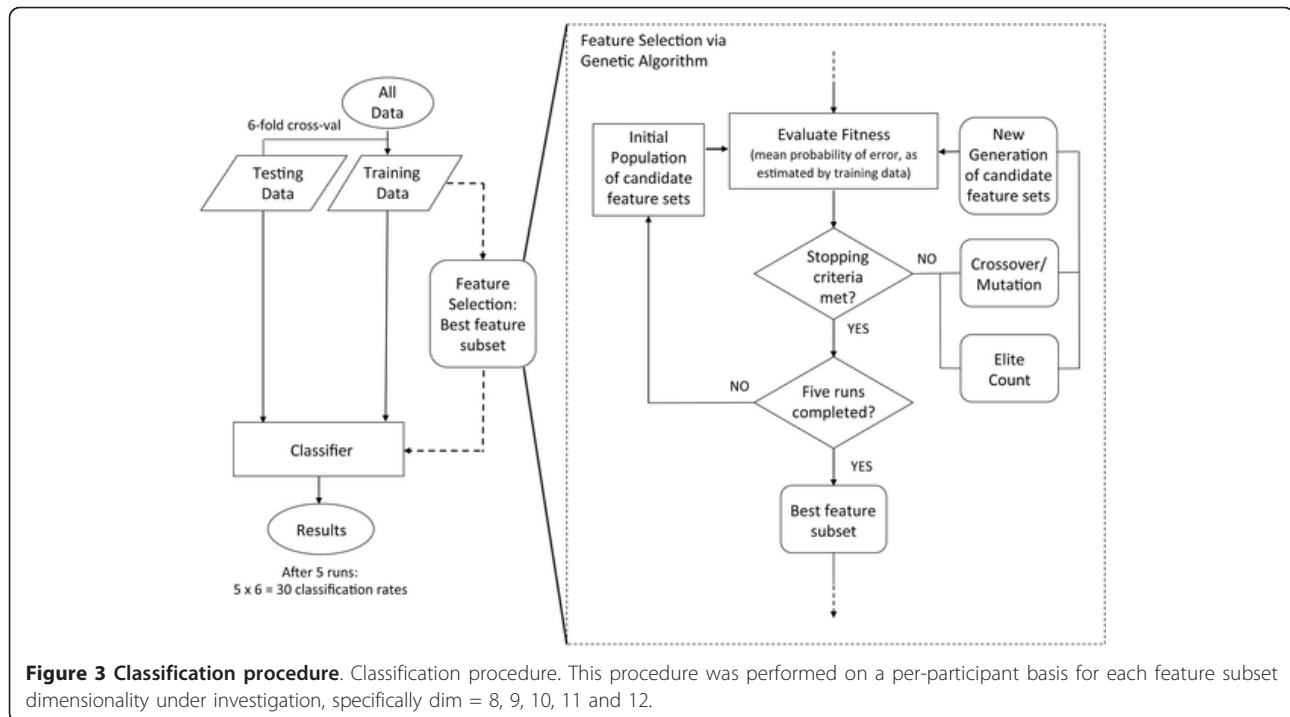 All
Data
6-fold cross-val
Testing
Data
Training
Data
Feature
Selection:
Best feature
subset
Classifier
Results
After 5 runs:
5 x 6 = 30 classification rates
Feature Selection via
Genetic Algorithm
Initial
Population
of candidate
feature sets
Evaluate Fitness
(mean probability of error, as
estimated by training data)
New
Generation
of candidate
feature sets
Stopping
criteria
met?
NO
Crossover/
Mutation
Elite
Count
YES
Five runs
completed?
NO
YES
Best feature
subset
Figure 3 Classification procedure. Classification procedure. This procedure was performed on a per-participant basis for each feature subset
dimensionality under investigation, specifically dim = 8, 9, 10, 11 and 12.